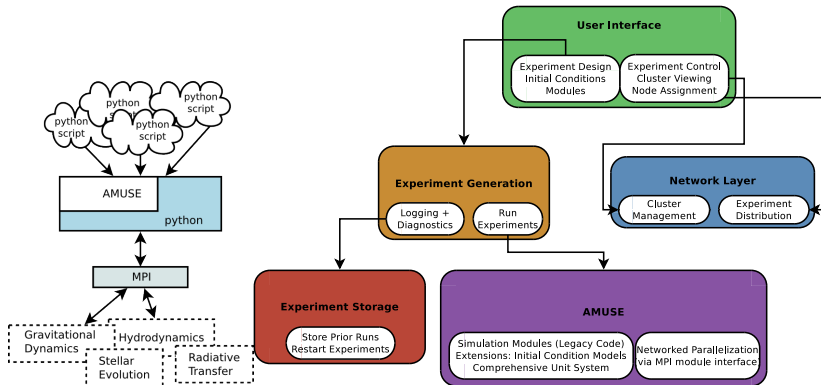 python
script
python
script
python
script
python
script
AMUSE
python
MPI
Gravitational
Dynamics
Hydrodynamics
Stellar
Evolution
Radiative
Transfer
User Interface
Experiment Design
Initial Conditions
Modules
Experiment Control
Cluster Viewing
Node Assignment
Experiment Generation
Logging +
Diagnostics
Run
Experiments
Network Layer
Cluster
Management
Experiment
Distribution
Experiment Storage
Store Prior Runs
Restart Experiments
AMUSE
Simulation Modules (Legacy Code)
Extensions: Initial Condition Models
Comprehensive Unit System
Networked Parallelization
(via MPI module interface)